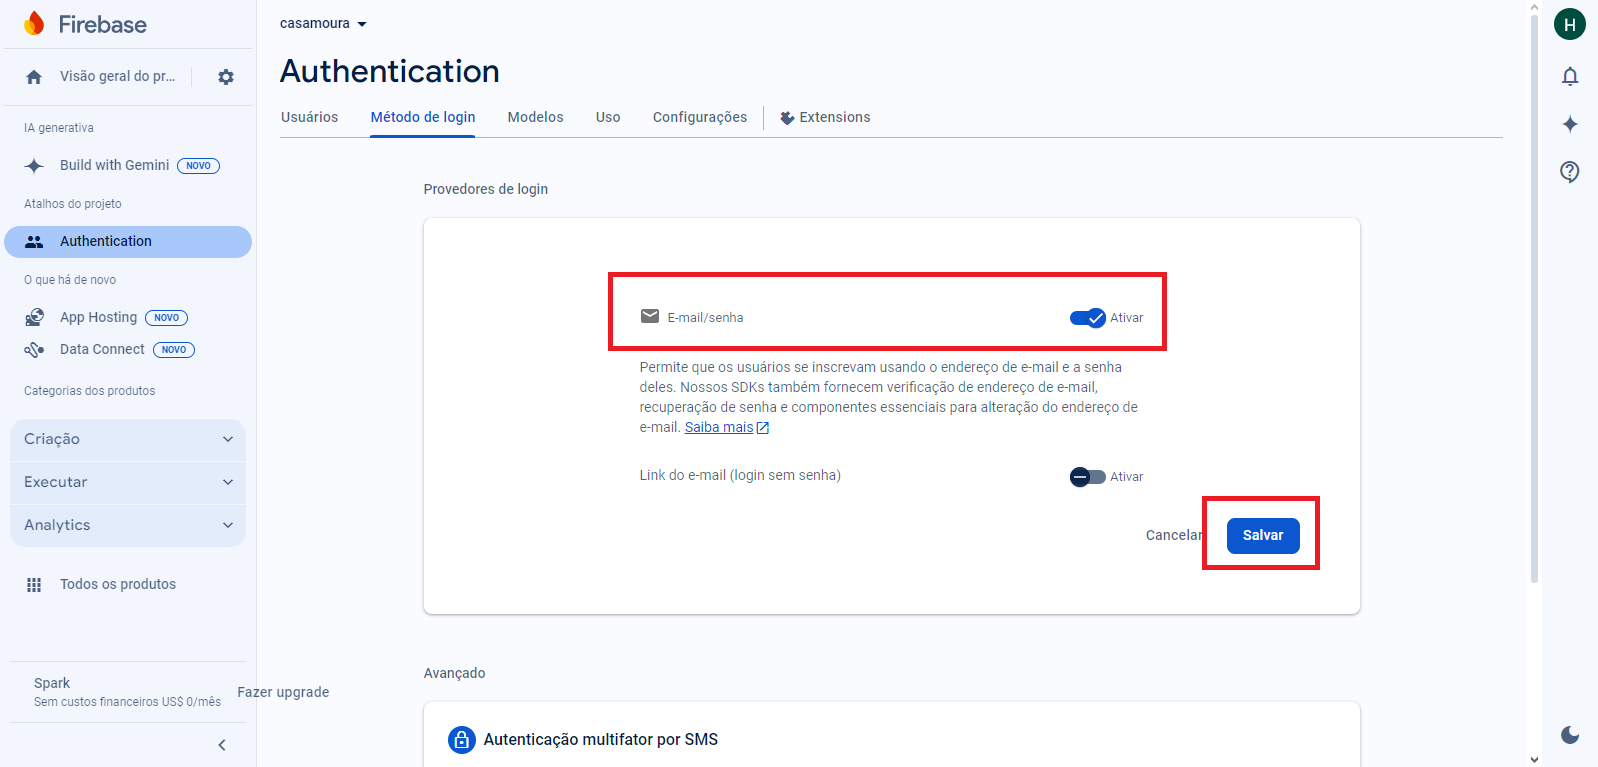 Firebase
Visão geral do pr...
IA generativa
Build with Gemini NOVO
Atalhos do projeto
Authentication
O que há de novo
App Hosting NOVO
Data Connect NOVO
Categorias dos produtos
Criação
Executar
Analytics
Todos os produtos
Spark
Sem custos financeiros US$ 0/mês
Fazer upgrade
casamoura
Authentication
Usuários Método de login Modelos Uso Configurações Extensions
Provedores de login
E-mail/senha Ativar
Permite que os usuários se inscrevam usando o endereço de e-mail e a senha
deles. Nossos SDKs também fornecem verificação de endereço de e-mail,
recuperação de senha e componentes essenciais para alteração do endereço de
e-mail. Saiba mais
Link do e-mail (login sem senha) Ativar
Cancelar Salvar
Avançado
Autenticação multifator por SMS
H